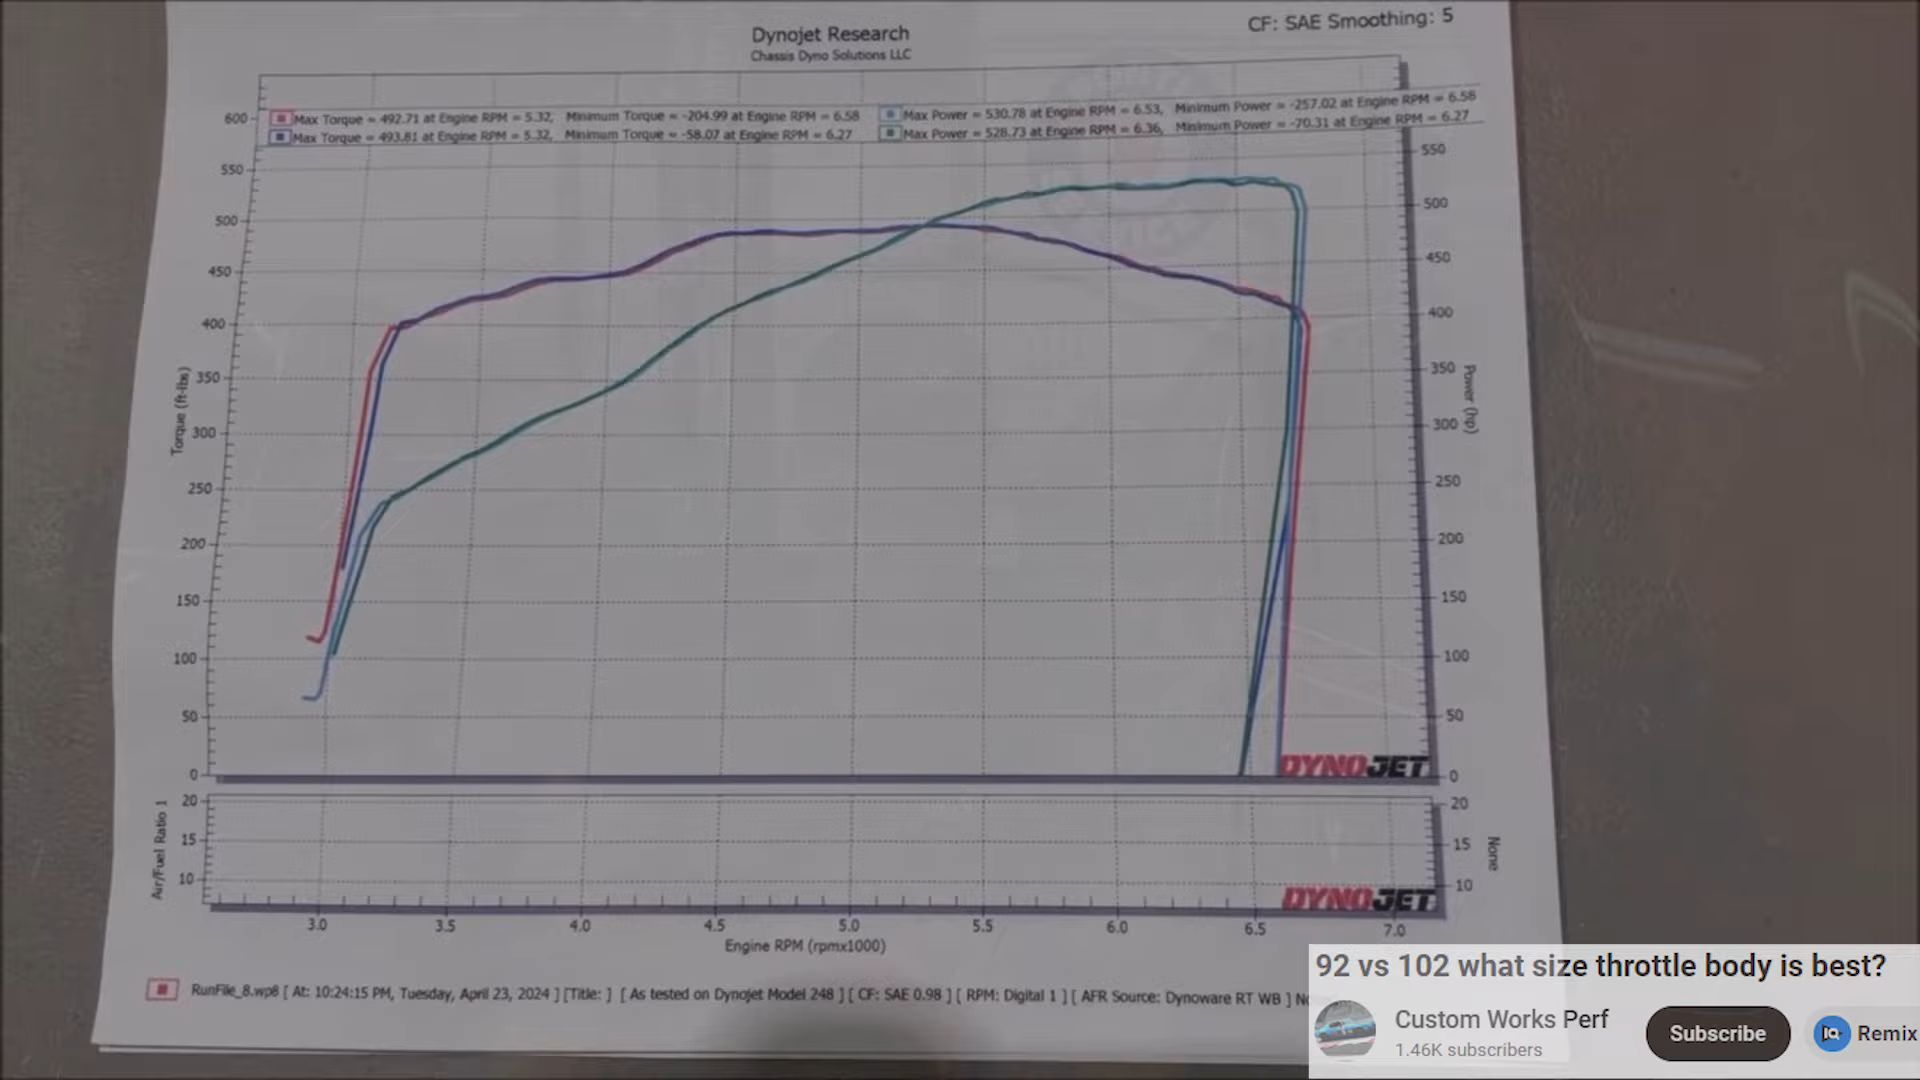 Dynojet Research
CF: SAE Smoothing: 5
Chassis Dyno Solutions LLC
Max Torque = 492.71 at Engine RPM = 5.32, Minimum Torque = -204.99 at Engine RPM = 6.58
Max Power = 530.78 at Engine RPM = 6.53, Minimum Power = -257.02 at Engine RPM = 6.58
Max Torque = 493.81 at Engine RPM = 5.32, Minimum Torque = -58.07 at Engine RPM = 6.27
Max Power = 528.73 at Engine RPM = 6.36, Minimum Power = -70.31 at Engine RPM = 6.27
600
550
500
450
400
350
300
250
200
150
100
50
0
Torque (ft-lbs)
550
500
450
400
350
300
250
200
150
100
50
0
Power (hp)
DYNOJET
20
15
10
Air/Fuel Ratio 1
20
15
10
None
DYNOJET
3.0 3.5 4.0 4.5 5.0 5.5 6.0 6.5 7.0
Engine RPM (rpmx1000)
RunFile_8.wp8 [ At: 10:24:15 PM, Tuesday, April 23, 2024 ] [Title: ] [ As tested on Dynojet Model 248 ] [ CF: SAE 0.98 ] [ RPM: Digital 1 ] [ AFR Source: Dynoware RT WB ]
92 vs 102 what size throttle body is best?
Custom Works Perf
1.46K subscribers
Subscribe
Remix